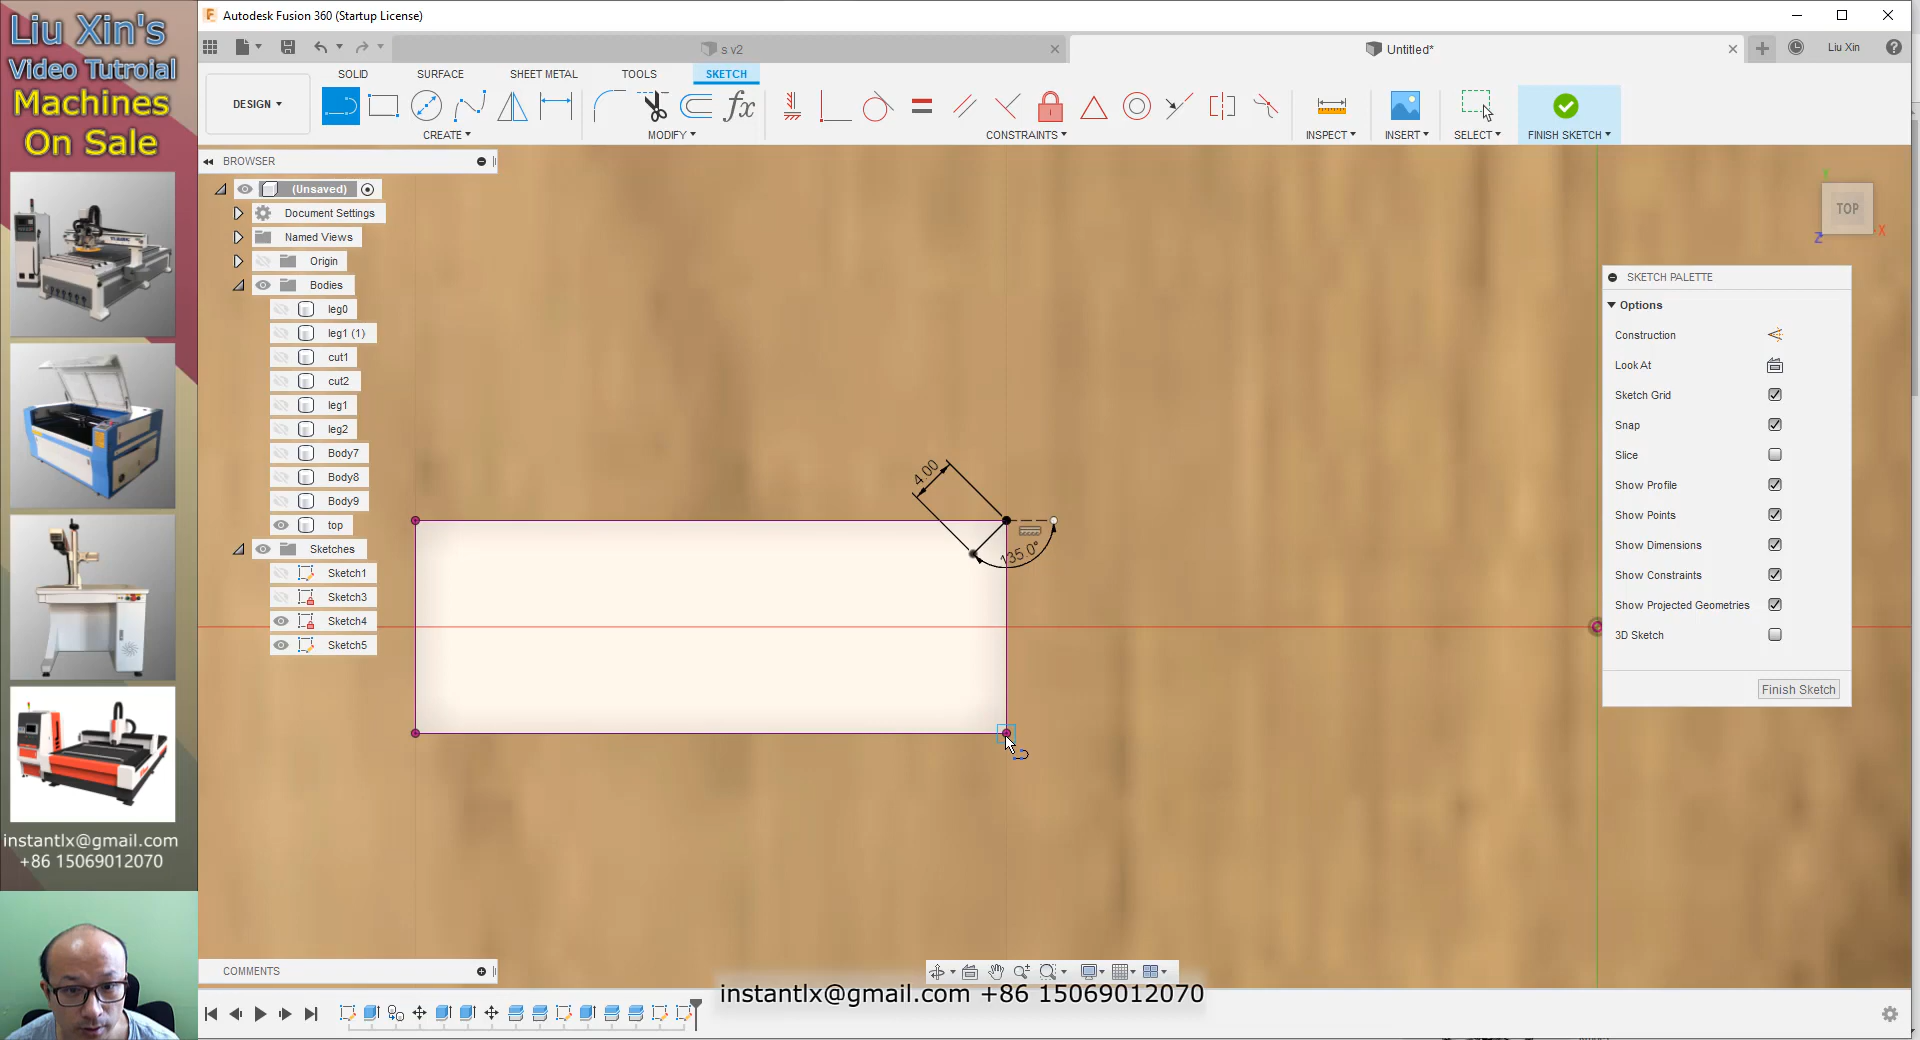 Liu Xin's
Video Tutroial
Machines
On Sale
instantlx@gmail.com
+86 15069012070
Autodesk Fusion 360 (Startup License)
s v2
Untitled*
Liu Xin
DESIGN
SOLID
SURFACE
SHEET METAL
TOOLS
SKETCH
CREATE
MODIFY
CONSTRAINTS
INSPECT
INSERT
SELECT
FINISH SKETCH
BROWSER
(Unsaved)
Document Settings
Named Views
Origin
Bodies
leg0
leg1 (1)
cut1
cut2
leg1
leg2
Body7
Body8
Body9
top
Sketches
Sketch1
Sketch3
Sketch4
Sketch5
4.00
135.0°
TOP
X
Z
SKETCH PALETTE
Options
Construction
Look At
Sketch Grid
Snap
Slice
Show Profile
Show Points
Show Dimensions
Show Constraints
Show Projected Geometries
3D Sketch
Finish Sketch
COMMENTS
instantlx@gmail.com +86 15069012070